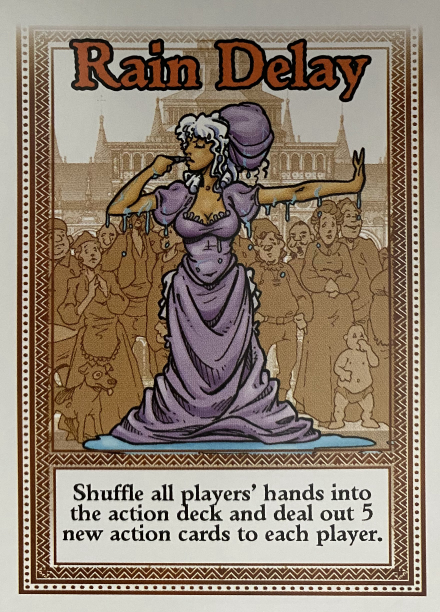 Rain Delay
Shuffle all players' hands into
the action deck and deal out 5
new action cards to each player.